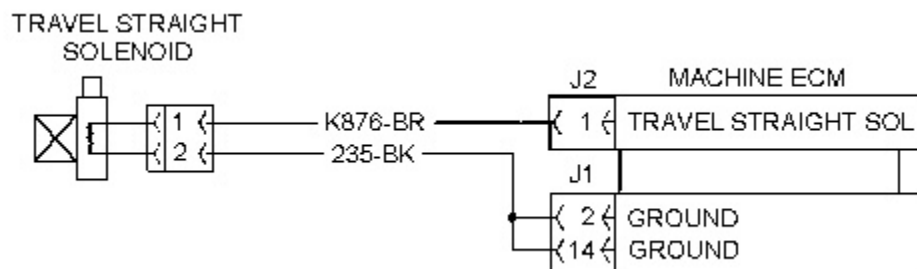 TRAVEL STRAIGHT
SOLENOID
J2 MACHINE ECM
1 K876-BR 1 TRAVEL STRAIGHT SOL
2 235-BK
J1
2 GROUND
14 GROUND